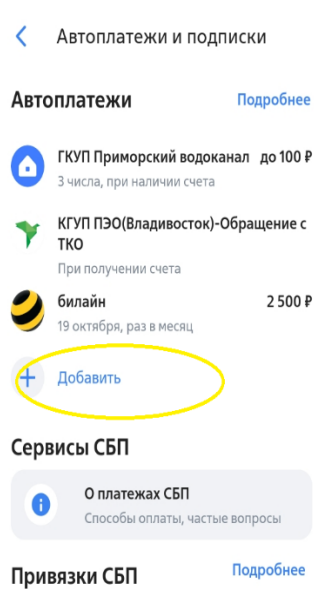 Автоплатежи и подписки
Автоплатежи Подробнее
ГКУП Приморский водоканал до 100 ₽
3 числа, при наличии счета
КГУП ПЭО(Владивосток)-Обращение с
ТКО
При получении счета
билайн 2 500 ₽
19 октября, раз в месяц
+ Добавить
Сервисы СБП
О платежах СБП
Способы оплаты, частые вопросы
Привязки СБП Подробнее